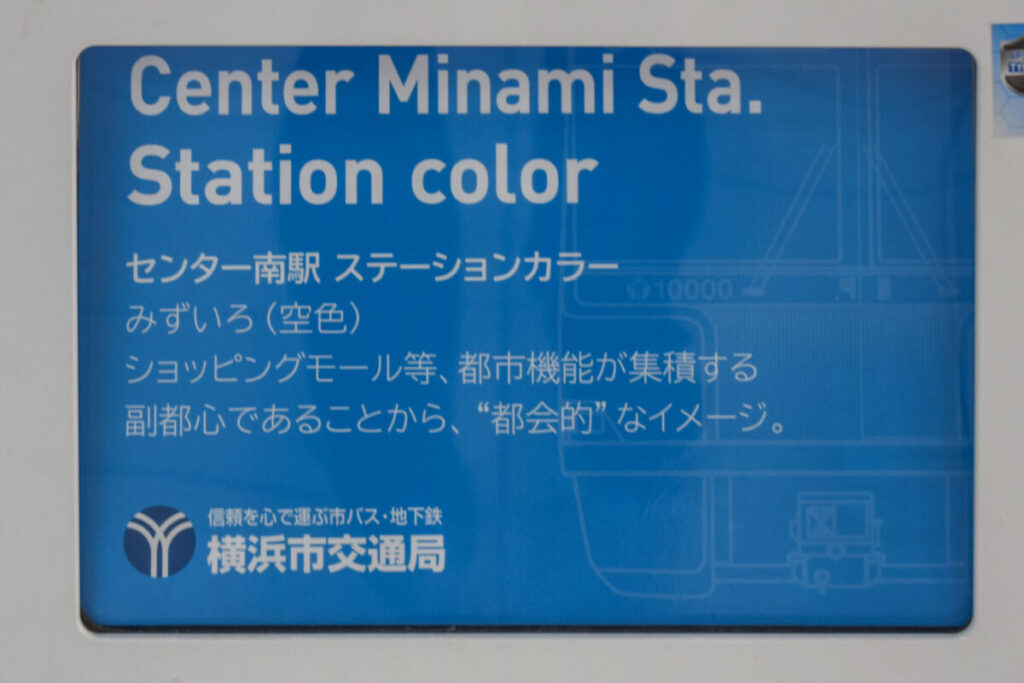 Center Minami Sta.
Station color
センター南駅 ステーションカラー
みずいろ（空色）
ショッピングモール等、都市機能が集積する
副都心であることから、“都会的”なイメージ。
10000
信頼を心で運ぶ市バス・地下鉄
横浜市交通局